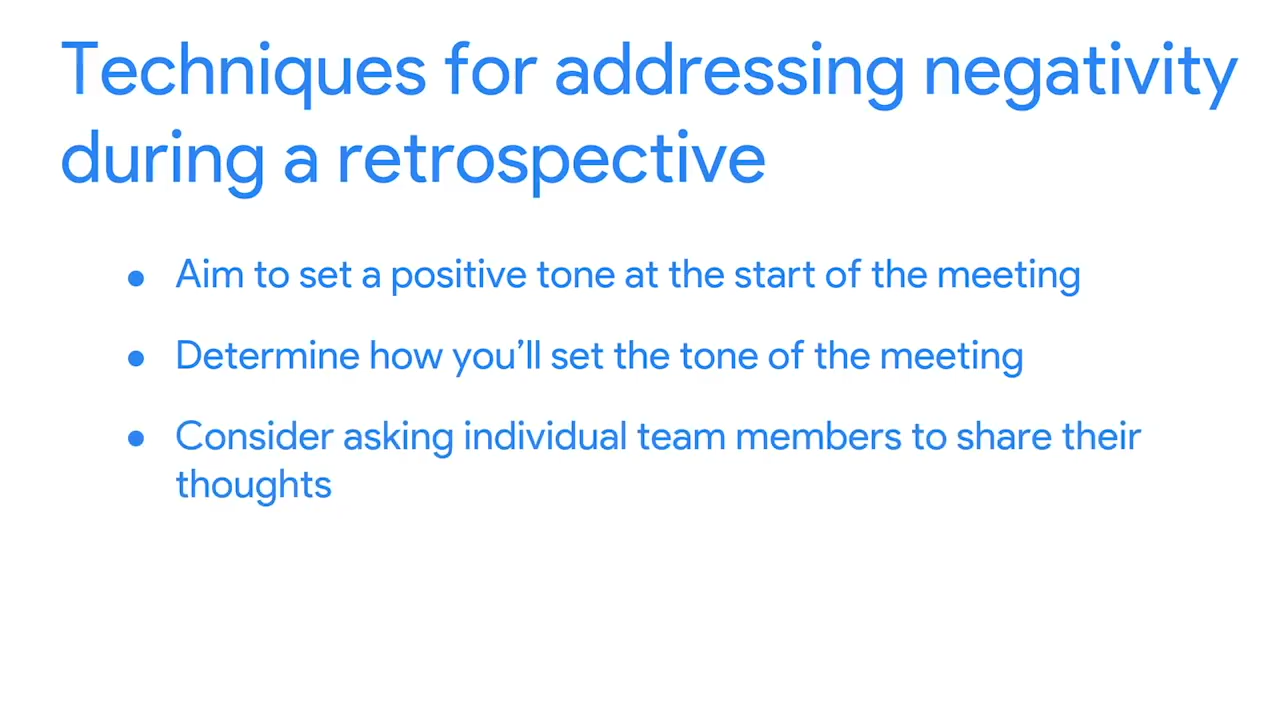 Techniques for addressing negativity
during a retrospective
● Aim to set a positive tone at the start of the meeting
● Determine how you’ll set the tone of the meeting
● Consider asking individual team members to share their
thoughts